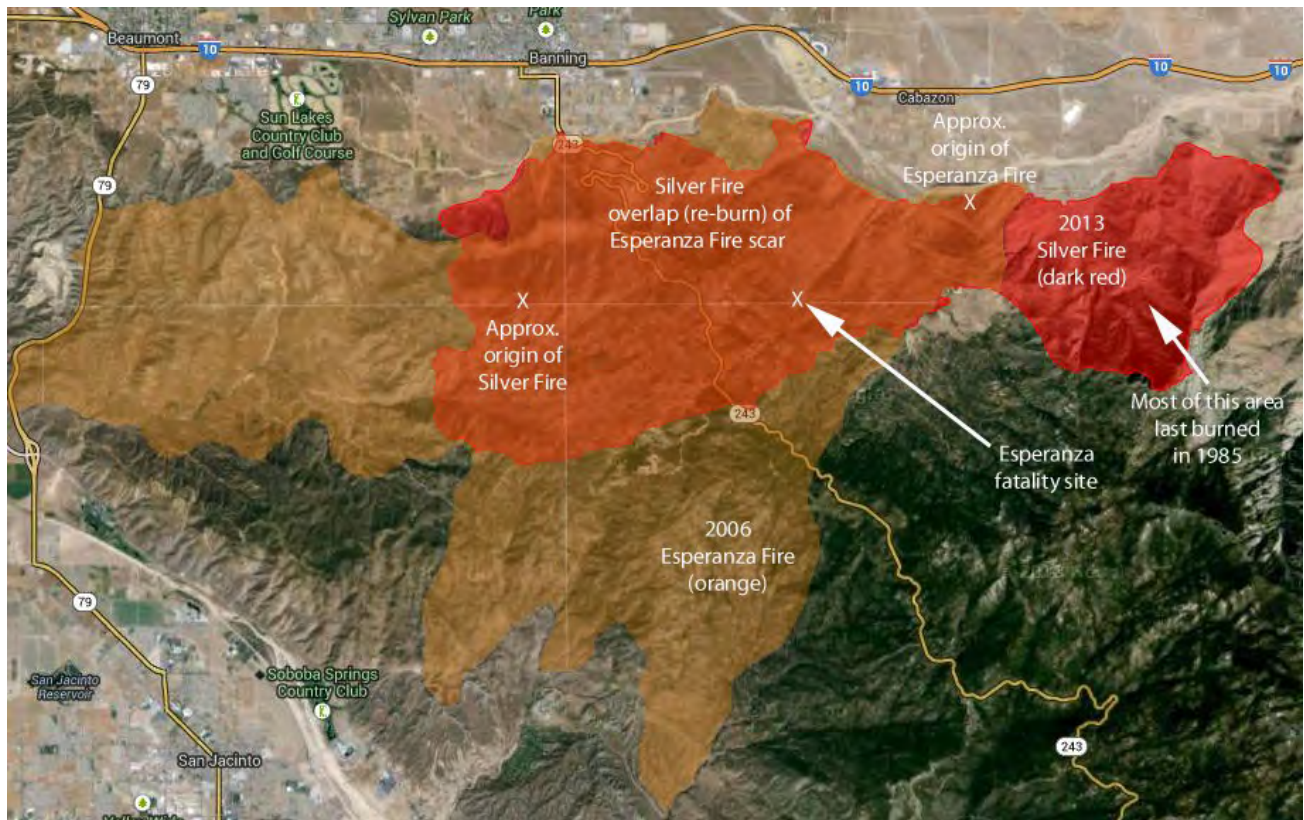 Sylvan Park
Park
Beaumont
10
Banning
79
10
10
10
Cabazon
Sun Lakes
Country Club
and Golf Course
243
Approx.
origin of
Esperanza Fire
X
79
Silver Fire
overlap (re-burn) of
Esperanza Fire scar
2013
Silver Fire
(dark red)
X
X
Approx.
origin of
Silver Fire
243
Most of this area
last burned
in 1985
Esperanza
fatality site
2006
Esperanza Fire
(orange)
79
San Jacinto
Reservoir
Soboba Springs
Country Club
San Jacinto
243